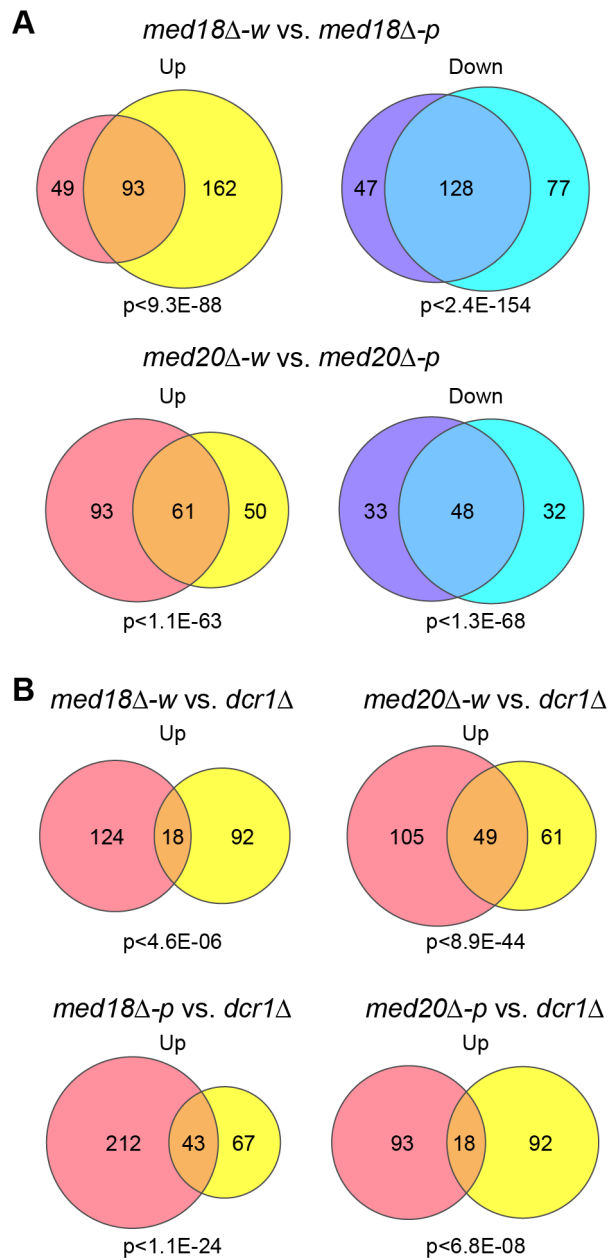 A
med18Δ-w vs. med18Δ-p
Up
Down
49 93 162
47 128 77
p<9.3E-88
p<2.4E-154
med20Δ-w vs. med20Δ-p
Up
Down
93 61 50
33 48 32
p<1.1E-63
p<1.3E-68
B
med18Δ-w vs. dcr1Δ
Up
124 18 92
p<4.6E-06
med20Δ-w vs. dcr1Δ
Up
105 49 61
p<8.9E-44
med18Δ-p vs. dcr1Δ
Up
212 43 67
p<1.1E-24
med20Δ-p vs. dcr1Δ
Up
93 18 92
p<6.8E-08